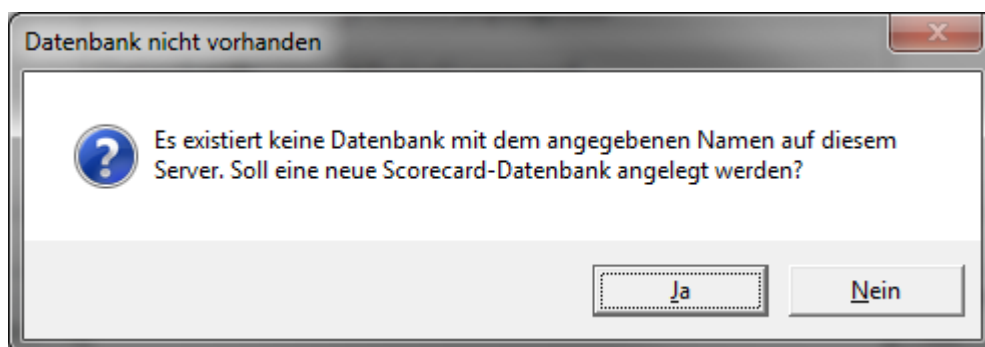 Datenbank nicht vorhanden
Es existiert keine Datenbank mit dem angegebenen Namen auf diesem
Server. Soll eine neue Scorecard-Datenbank angelegt werden?
Ja
Nein